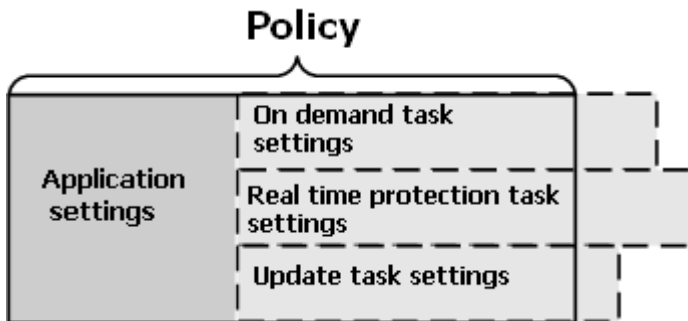 Policy
On demand task
settings
Application
settings
Real time protection task
settings
Update task settings